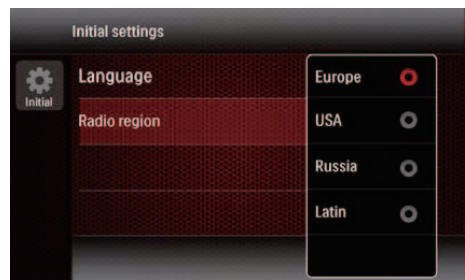 Initial settings
Initial
Language
Radio region
Europe
USA
Russia
Latin